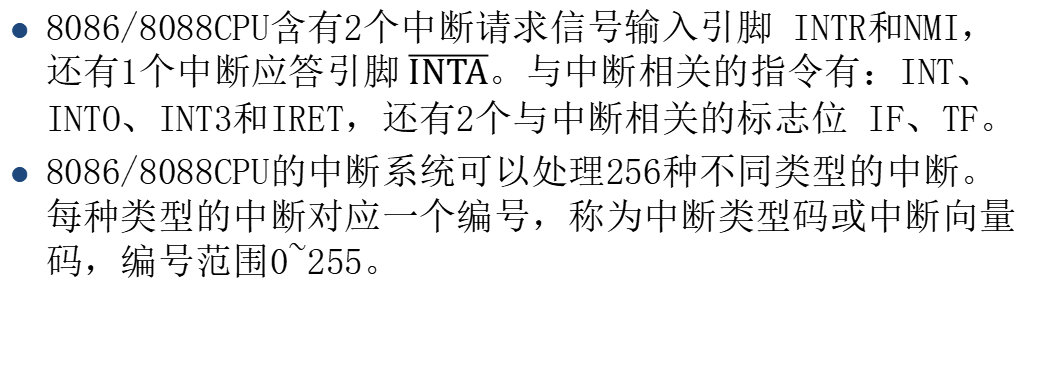 ● 8086/8088CPU含有2个中断请求信号输入引脚 INTR和NMI，
还有1个中断应答引脚 I̅N̅T̅A̅。与中断相关的指令有：INT、
INTO、INT3和IRET，还有2个与中断相关的标志位 IF、TF。
● 8086/8088CPU的中断系统可以处理256种不同类型的中断。
每种类型的中断对应一个编号，称为中断类型码或中断向量
码，编号范围0~255。